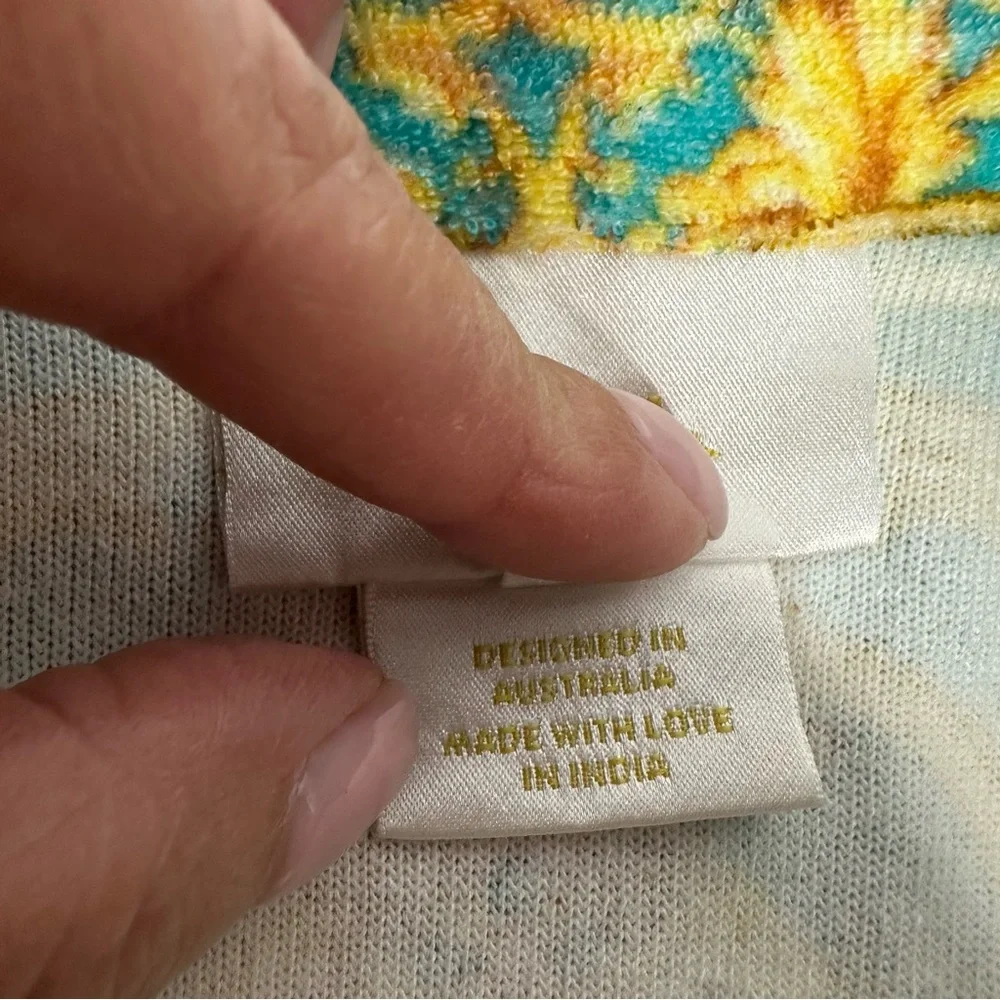 DESIGNED IN
AUSTRALIA
MADE WITH LOVE
IN INDIA